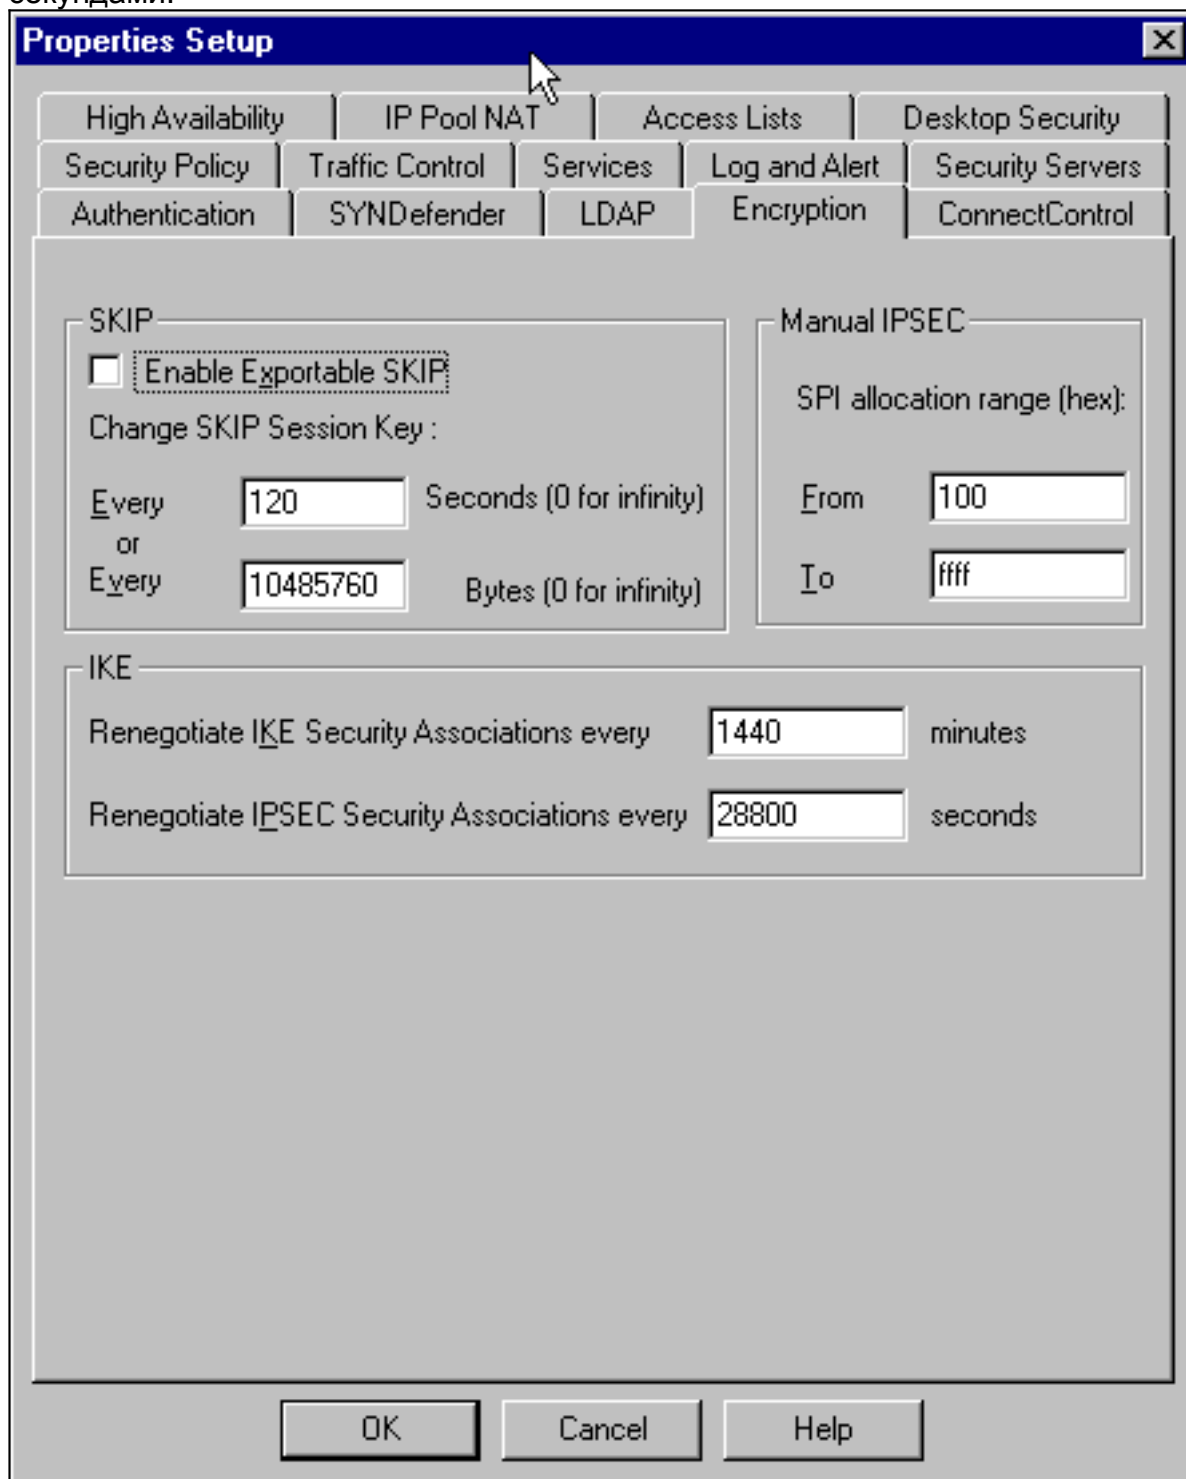 секундами.
Properties Setup
High Availability IP Pool NAT Access Lists Desktop Security
Security Policy Traffic Control Services Log and Alert Security Servers
Authentication SYNDefender LDAP Encryption ConnectControl
SKIP
Enable Exportable SKIP
Change SKIP Session Key :
Every 120 Seconds (0 for infinity)
or
Every 10485760 Bytes (0 for infinity)
Manual IPSEC
SPI allocation range (hex):
From 100
To ffff
IKE
Renegotiate IKE Security Associations every 1440 minutes
Renegotiate IPSEC Security Associations every 28800 seconds
OK Cancel Help